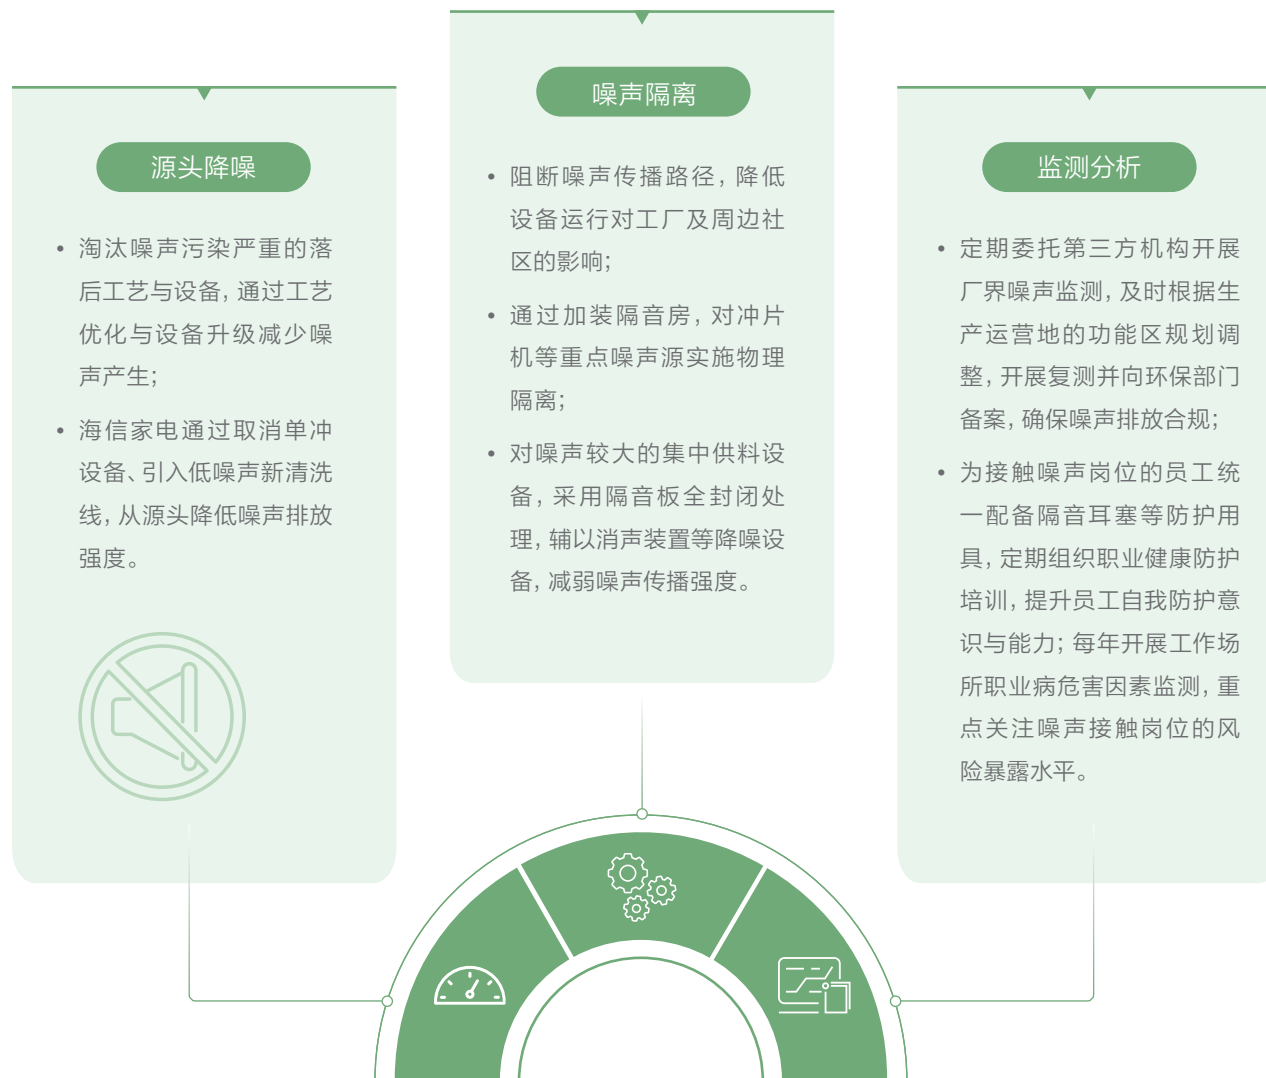 源头降噪
• 淘汰噪声污染严重的落
后工艺与设备，通过工艺
优化与设备升级减少噪
声产生；
• 海信家电通过取消单冲
设备、引入低噪声新清洗
线，从源头降低噪声排放
强度。
噪声隔离
• 阻断噪声传播路径，降低
设备运行对工厂及周边社
区的影响；
• 通过加装隔音房，对冲片
机等重点噪声源实施物理
隔离；
• 对噪声较大的集中供料设
备，采用隔音板全封闭处
理，辅以消声装置等降噪设
备，减弱噪声传播强度。
监测分析
• 定期委托第三方机构开展
厂界噪声监测，及时根据生
产运营地的功能区规划调
整，开展复测并向环保部门
备案，确保噪声排放合规；
• 为接触噪声岗位的员工统
一配备隔音耳塞等防护用
具，定期组织职业健康防护
培训，提升员工自我防护意
识与能力；每年开展工作场
所职业病危害因素监测，重
点关注噪声接触岗位的风
险暴露水平。